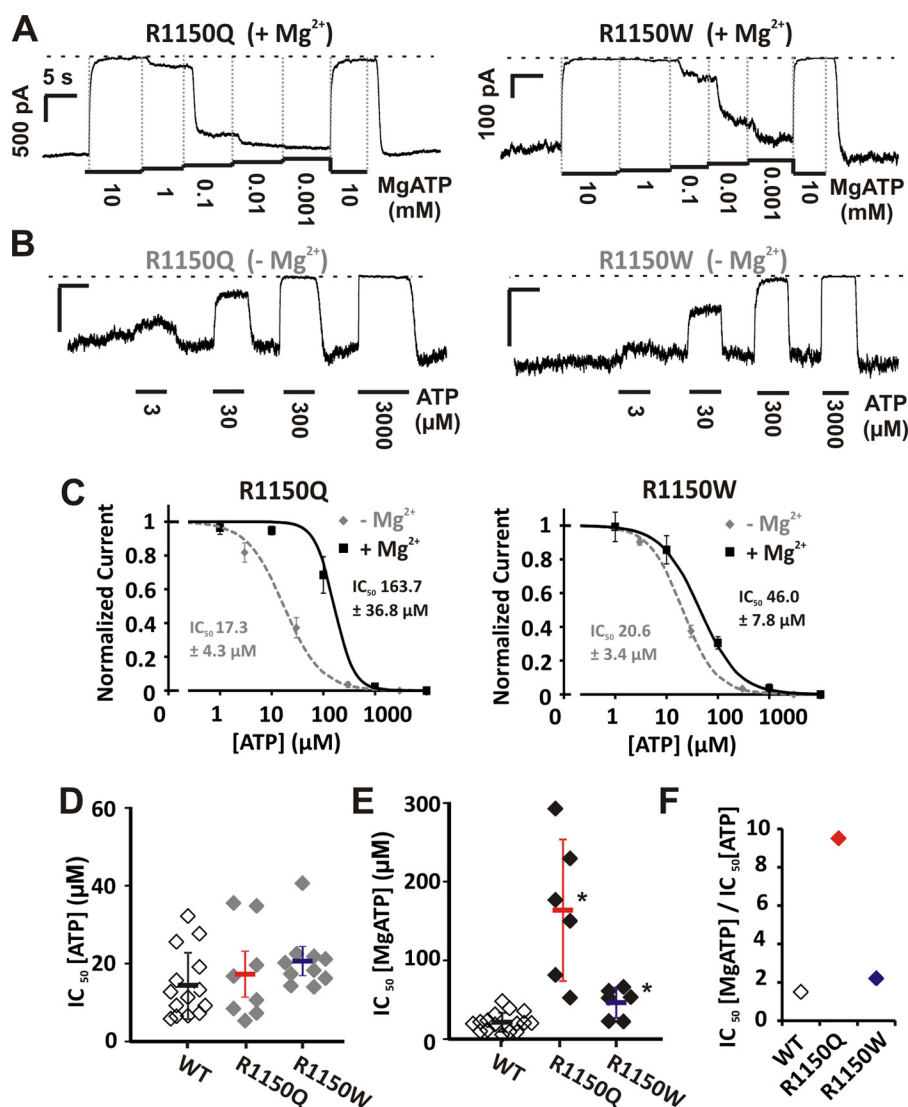 A
R1150Q (+ Mg²⁺)
R1150W (+ Mg²⁺)
5 s
500 pA
100 pA
10 1 0.1 0.01 0.001 10 MgATP (mM)
10 1 0.1 0.01 0.001 10 MgATP (mM)
B
R1150Q (- Mg²⁺)
R1150W (- Mg²⁺)
3 30 300 3000 ATP (µM)
3 30 300 3000 ATP (µM)
C
R1150Q
Normalized Current
1
0.8
0.6
0.4
0.2
0
- Mg²⁺
+ Mg²⁺
IC₅₀ 163.7
± 36.8 µM
IC₅₀ 17.3
± 4.3 µM
0 1 10 100 1000
[ATP] (µM)
R1150W
Normalized Current
1
0.8
0.6
0.4
0.2
0
- Mg²⁺
+ Mg²⁺
IC₅₀ 46.0
± 7.8 µM
IC₅₀ 20.6
± 3.4 µM
0 1 10 100 1000
[ATP] (µM)
D
IC₅₀ [ATP] (µM)
60
40
20
0
WT R1150Q R1150W
E
IC₅₀ [MgATP] (µM)
300
200
100
0
*
*
WT R1150Q R1150W
F
IC₅₀[MgATP] / IC₅₀[ATP]
10
8
6
4
2
0
WT R1150Q R1150W